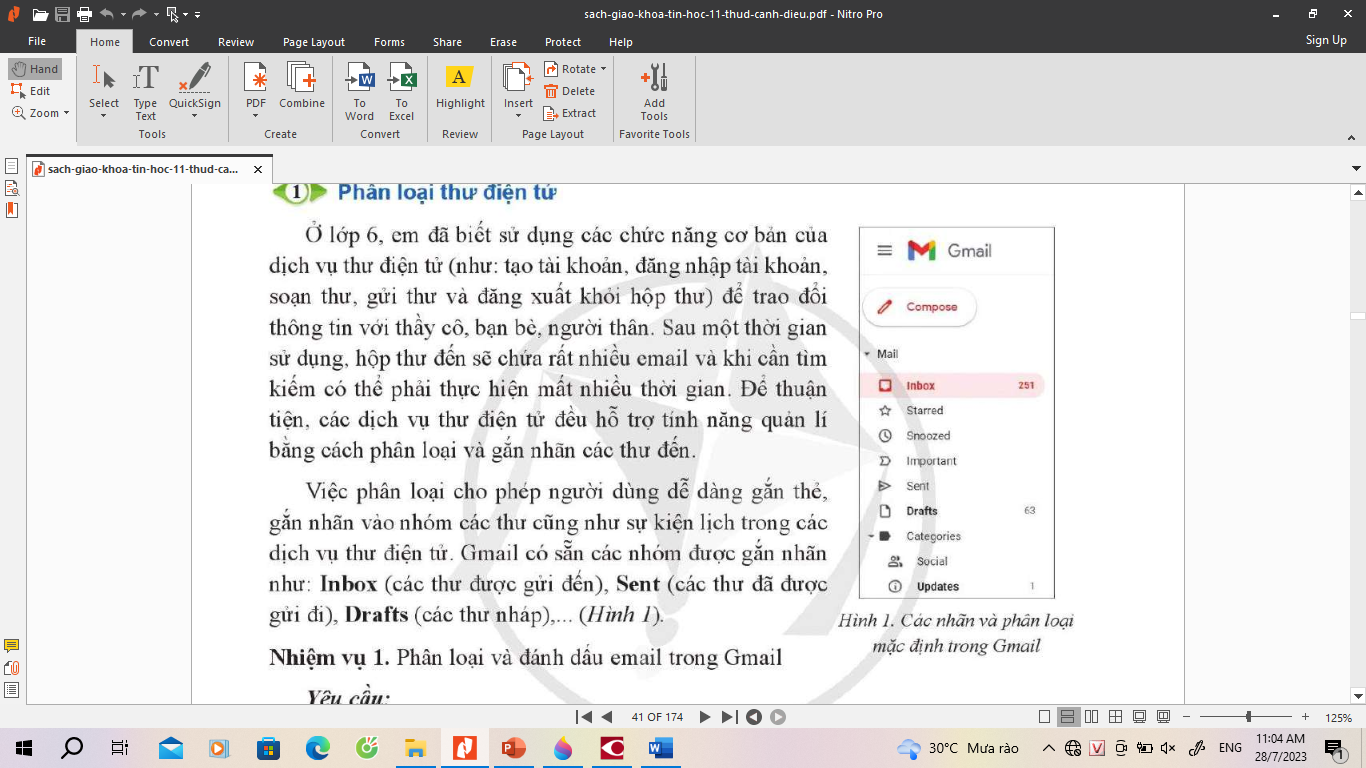 sach-giao-khoa-tin-hoc-11-thud-canh-dieu.pdf - Nitro Pro
File Home Convert Review Page Layout Forms Share Erase Protect Help Sign Up
Hand
Edit
Zoom
Select
Type Text
QuickSign
Tools
PDF
Combine
Create
To Word
To Excel
Convert
Highlight
Review
Insert
Rotate
Delete
Extract
Page Layout
Add Tools
Favorite Tools
sach-giao-khoa-tin-hoc-11-thud-ca...
1 Phân loại thư điện tử
Ở lớp 6, em đã biết sử dụng các chức năng cơ bản của
dịch vụ thư điện tử (như: tạo tài khoản, đăng nhập tài khoản,
soạn thư, gửi thư và đăng xuất khỏi hộp thư) để trao đổi
thông tin với thầy cô, bạn bè, người thân. Sau một thời gian
sử dụng, hộp thư đến sẽ chứa rất nhiều email và khi cần tìm
kiếm có thể phải thực hiện mất nhiều thời gian. Để thuận
tiện, các dịch vụ thư điện tử đều hỗ trợ tính năng quản lí
bằng cách phân loại và gắn nhãn các thư đến.
Việc phân loại cho phép người dùng dễ dàng gắn thẻ,
gắn nhãn vào nhóm các thư cũng như sự kiện lịch trong các
dịch vụ thư điện tử. Gmail có sẵn các nhóm được gắn nhãn
như: Inbox (các thư được gửi đến), Sent (các thư đã được
gửi đi), Drafts (các thư nháp),... (Hình 1).
Nhiệm vụ 1. Phân loại và đánh dấu email trong Gmail
Yêu cầu:
Gmail
Compose
Mail
Inbox 251
Starred
Snoozed
Important
Sent
Drafts 63
Categories
Social
Updates 1
Hình 1. Các nhãn và phân loại
mặc định trong Gmail
41 OF 174
125%
30°C Mưa rào
ENG
11:04 AM
28/7/2023
1